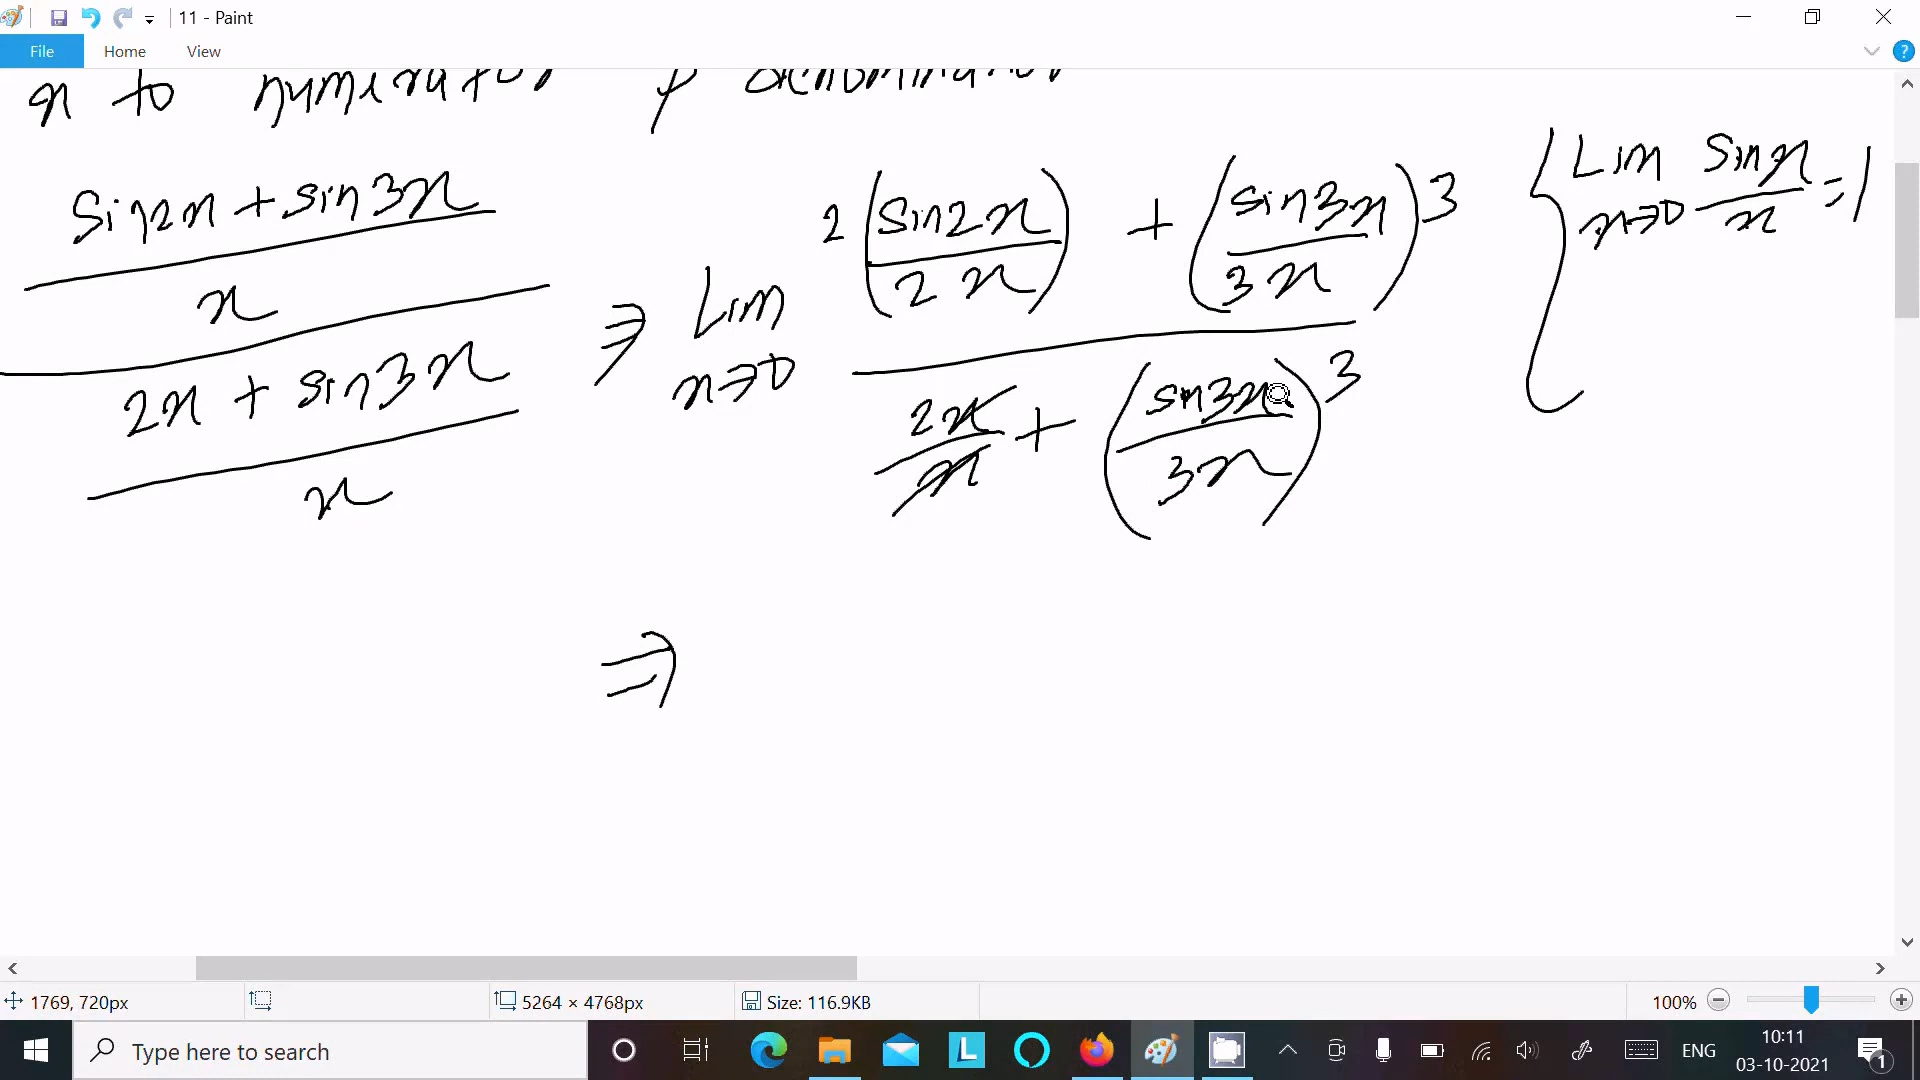 11 - Paint
File Home View
x to numerator & denominator
sin2x + sin3x
x
2x + sin3x
x
⇒ Lim
x→0
2 (sin2x / 2x) + (sin3x / 3x) 3
2x / x + (sin3x / 3x) 3
{ Lim x→0 sinx / x = 1
⇒
1769, 720px 5264 × 4768px Size: 116.9KB 100%
Type here to search
L
ENG
10:11
03-10-2021
1